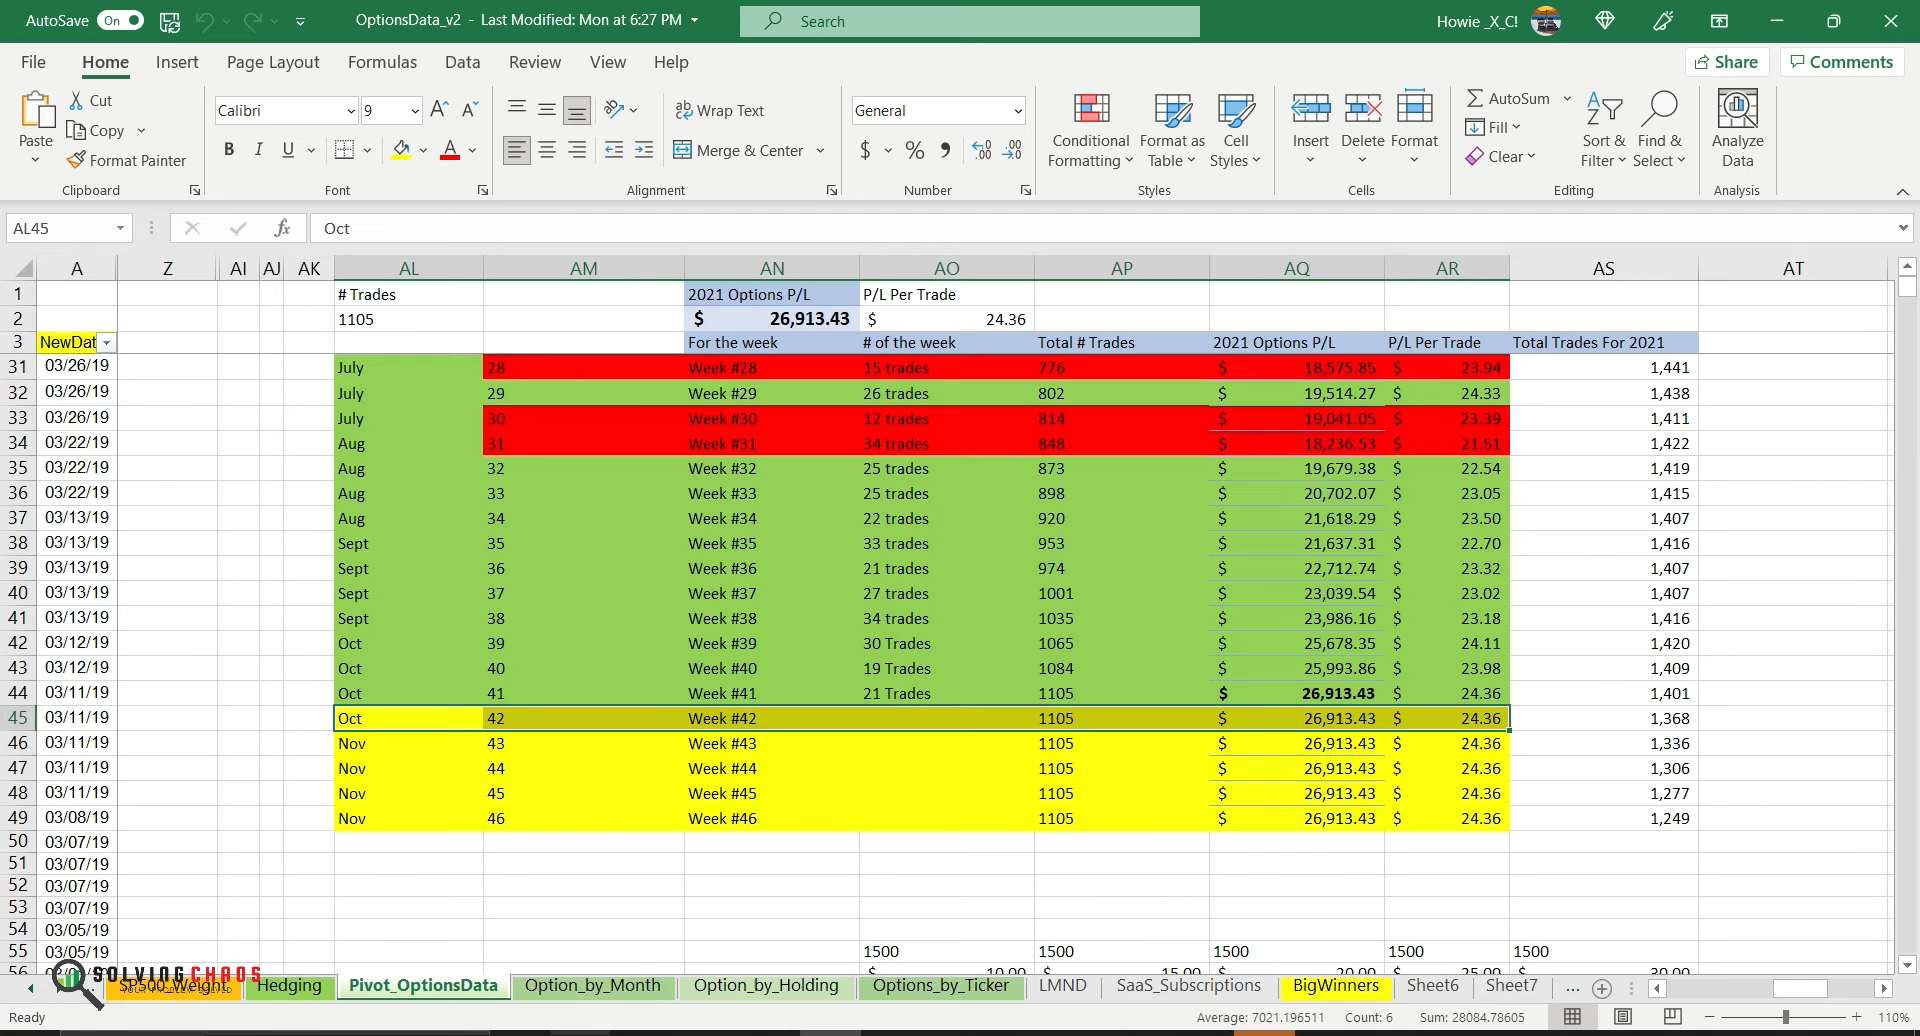 AutoSave On OptionsData_v2 - Last Modified: Mon at 6:27 PM Search Howie _X_C!
File Home Insert Page Layout Formulas Data Review View Help Share Comments
Paste Cut Copy Format Painter Clipboard
Calibri 9 A^ Aˇ B I U A Font
Wrap Text Merge & Center Alignment
General $ % , .00 Number
Conditional Formatting Format as Table Cell Styles Styles
Insert Delete Format Cells
AutoSum Fill Clear Sort & Filter Find & Select Editing
Analyze Data Analysis
AL45 fx Oct
A Z AI AJ AK AL AM AN AO AP AQ AR AS AT
1 # Trades 2021 Options P/L P/L Per Trade
2 1105 $ 26,913.43 $ 24.36
3 NewDat For the week # of the week Total # Trades 2021 Options P/L P/L Per Trade Total Trades For 2021
31 03/26/19 July 28 Week #28 15 trades 776 $ 18,575.85 $ 23.94 1,441
32 03/26/19 July 29 Week #29 26 trades 802 $ 19,514.27 $ 24.33 1,438
33 03/26/19 July 30 Week #30 12 trades 814 $ 19,041.05 $ 23.39 1,411
34 03/22/19 Aug 31 Week #31 34 trades 848 $ 18,236.53 $ 21.51 1,422
35 03/22/19 Aug 32 Week #32 25 trades 873 $ 19,679.38 $ 22.54 1,419
36 03/22/19 Aug 33 Week #33 25 trades 898 $ 20,702.07 $ 23.05 1,415
37 03/13/19 Aug 34 Week #34 22 trades 920 $ 21,618.29 $ 23.50 1,407
38 03/13/19 Sept 35 Week #35 33 trades 953 $ 21,637.31 $ 22.70 1,416
39 03/13/19 Sept 36 Week #36 21 trades 974 $ 22,712.74 $ 23.32 1,407
40 03/13/19 Sept 37 Week #37 27 trades 1001 $ 23,039.54 $ 23.02 1,407
41 03/13/19 Sept 38 Week #38 34 trades 1035 $ 23,986.16 $ 23.18 1,416
42 03/12/19 Oct 39 Week #39 30 Trades 1065 $ 25,678.35 $ 24.11 1,420
43 03/12/19 Oct 40 Week #40 19 Trades 1084 $ 25,993.86 $ 23.98 1,409
44 03/11/19 Oct 41 Week #41 21 Trades 1105 $ 26,913.43 $ 24.36 1,401
45 03/11/19 Oct 42 Week #42 1105 $ 26,913.43 $ 24.36 1,368
46 03/11/19 Nov 43 Week #43 1105 $ 26,913.43 $ 24.36 1,336
47 03/11/19 Nov 44 Week #44 1105 $ 26,913.43 $ 24.36 1,306
48 03/11/19 Nov 45 Week #45 1105 $ 26,913.43 $ 24.36 1,277
49 03/08/19 Nov 46 Week #46 1105 $ 26,913.43 $ 24.36 1,249
50 03/07/19
51 03/07/19
52 03/07/19
53 03/07/19
54 03/05/19
55 03/05/19 1500 1500 1500 1500 1500
56 $ 10.00 $ 15.00 $ 20.00 $ 25.00 $ 30.00
SOLVING CHAOS
SP500 Weight Hedging Pivot_OptionsData Option_by_Month Option_by_Holding Options_by_Ticker LMND SaaS_Subscriptions BigWinners Sheet6 Sheet7 ...
Ready Average: 7021.196511 Count: 6 Sum: 28084.78605 110%